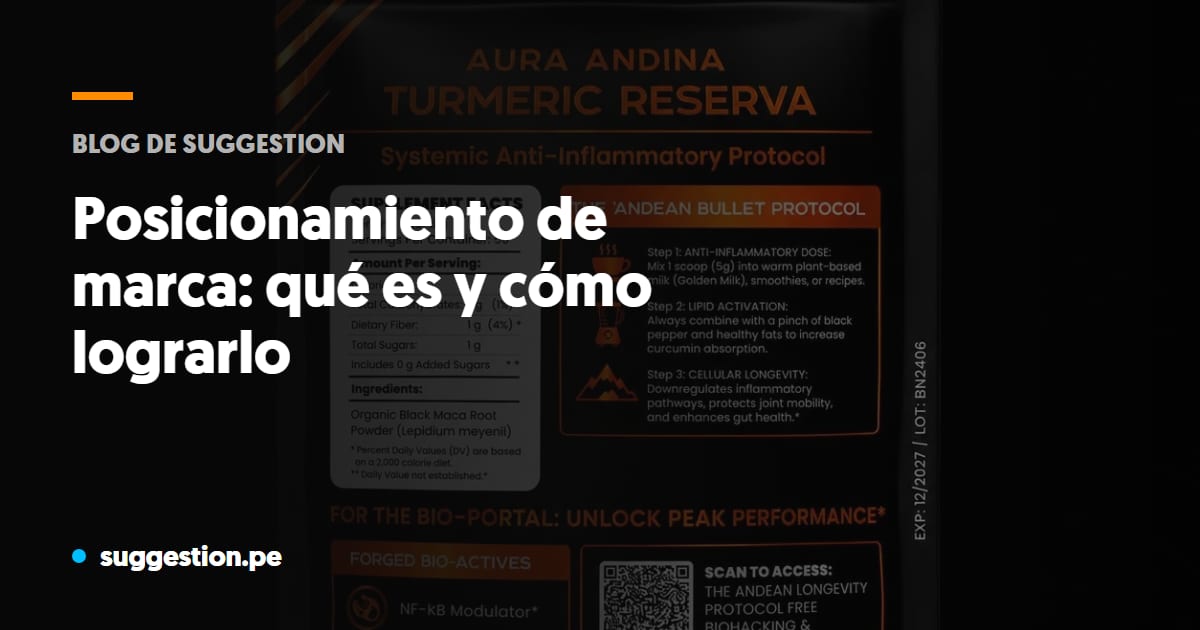 BLOG DE SUGGESTION
Posicionamiento de
marca: qué es y cómo
lograrlo
suggestion.pe
AURA ANDINA
TURMERIC RESERVA
Systemic Anti-Inflammatory Protocol
SUPPLEMENT FACTS
Servings Per Container:
Amount Per Serving:
Dietary Fiber: 1 g (4%) *
Total Sugars: 1 g
Includes 0 g Added Sugars **
Ingredients:
Organic Black Maca Root
Powder (Lepidium meyenil)
* Percent Daily Values (DV) are based
on a 2,000 calorie diet.
** Daily Value not established.*
'ANDEAN BULLET PROTOCOL
Step 1: ANTI-INFLAMMATORY DOSE:
Mix 1 scoop (5g) into warm plant-based
milk (Golden Milk), smoothies, or recipes.
Step 2: LIPID ACTIVATION:
Always combine with a pinch of black
pepper and healthy fats to increase
curcumin absorption.
Step 3: CELLULAR LONGEVITY:
Downregulates inflammatory
pathways, protects joint mobility,
and enhances gut health.*
EXP: 12/2027 / LOT: BN2406
FOR THE BIO-PORTAL: UNLOCK PEAK PERFORMANCE*
FORGED BIO-ACTIVES
NF-kB Modulator*
SCAN TO ACCESS:
THE ANDEAN LONGEVITY
PROTOCOL FREE
BIOHACKING &